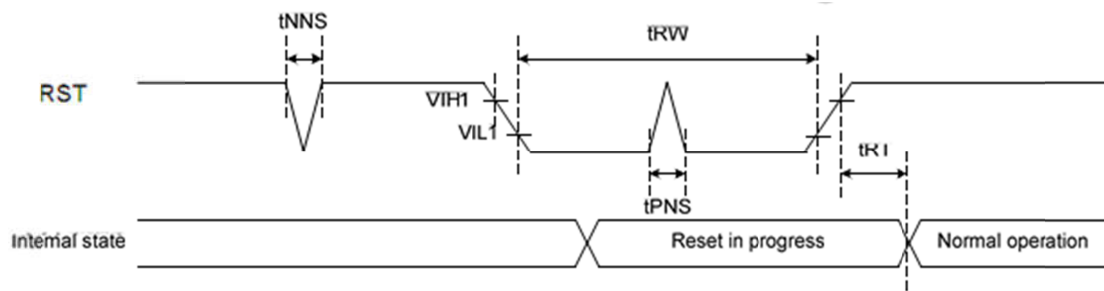 tNNS
tRW
RST
VIH1
VIL1
tRT
tPNS
Internal state
Reset in progress
Normal operation